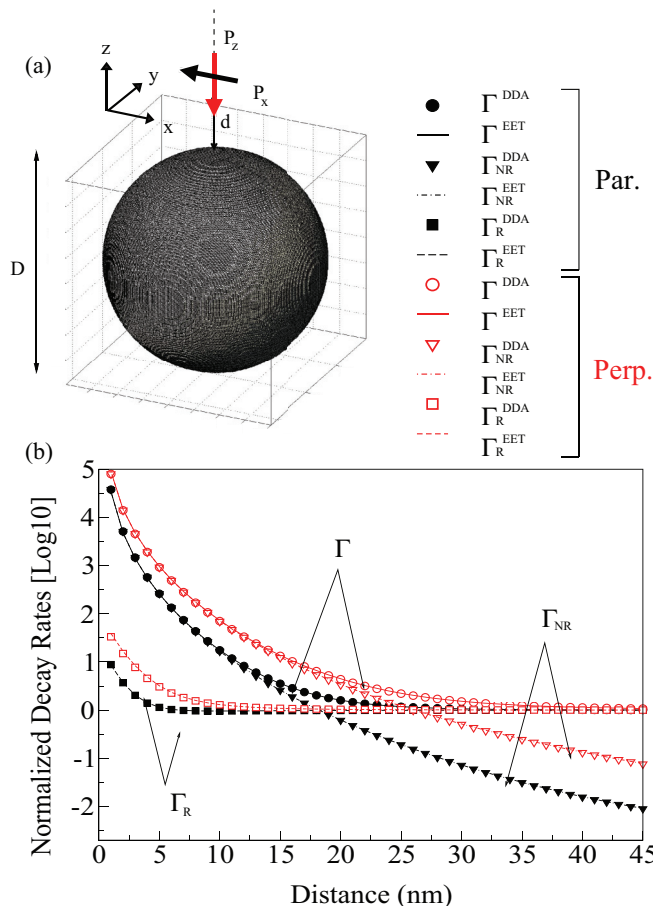 (a)
P_z
P_x
z
y
x
d
D
Γ^DDA
Γ^EET
Γ_NR^DDA
Γ_NR^EET
Γ_R^DDA
Γ_R^EET
Par.
Γ^DDA
Γ^EET
Γ_NR^DDA
Γ_NR^EET
Γ_R^DDA
Γ_R^EET
Perp.
(b)
Normalized Decay Rates [Log10]
5
4
3
2
1
0
-1
-2
Γ
Γ_NR
Γ_R
0 5 10 15 20 25 30 35 40 45
Distance (nm)